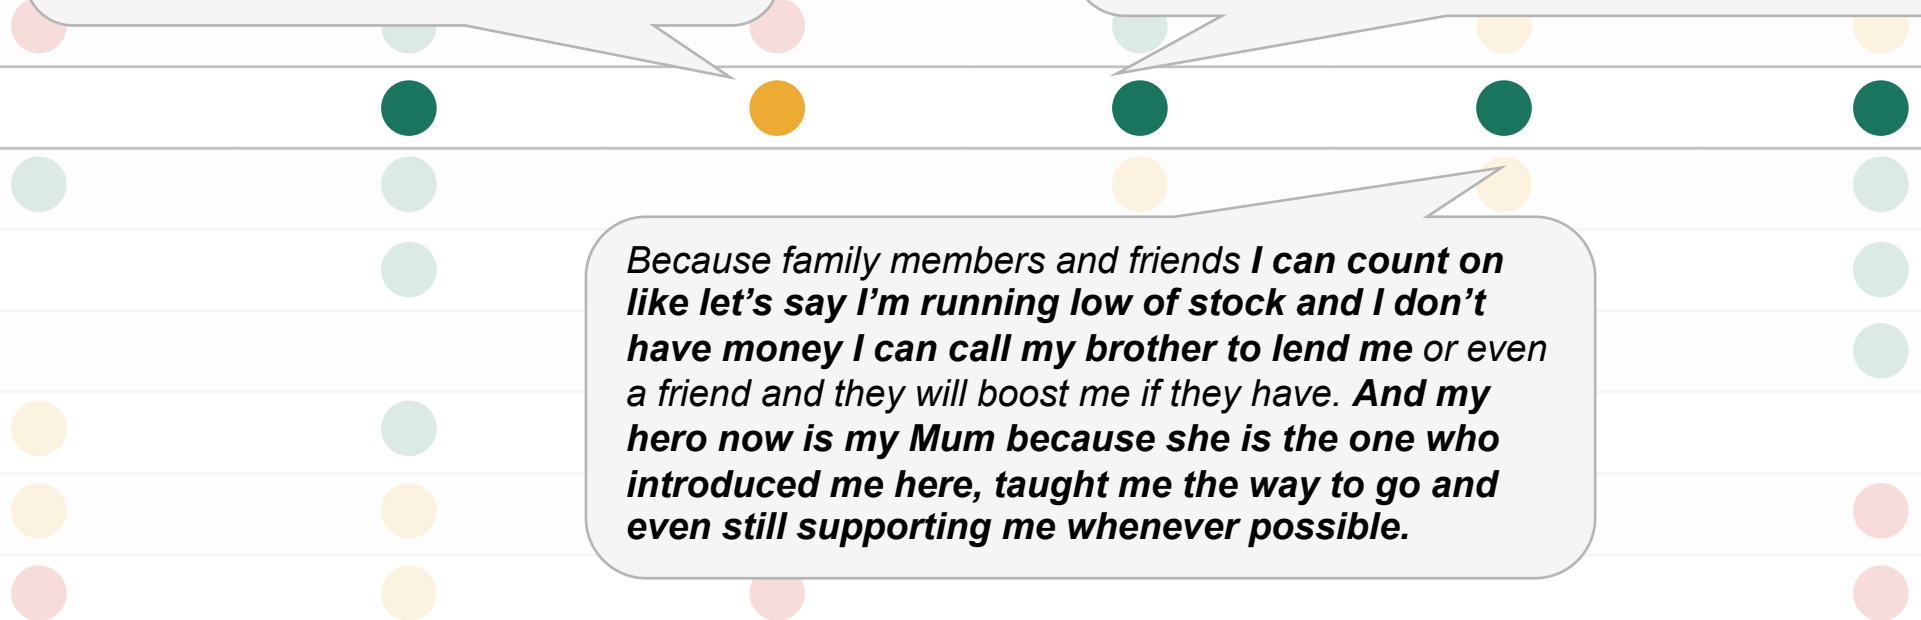 Because family members and friends I can count on
like let’s say I’m running low of stock and I don’t
have money I can call my brother to lend me or even
a friend and they will boost me if they have. And my
hero now is my Mum because she is the one who
introduced me here, taught me the way to go and
even still supporting me whenever possible.